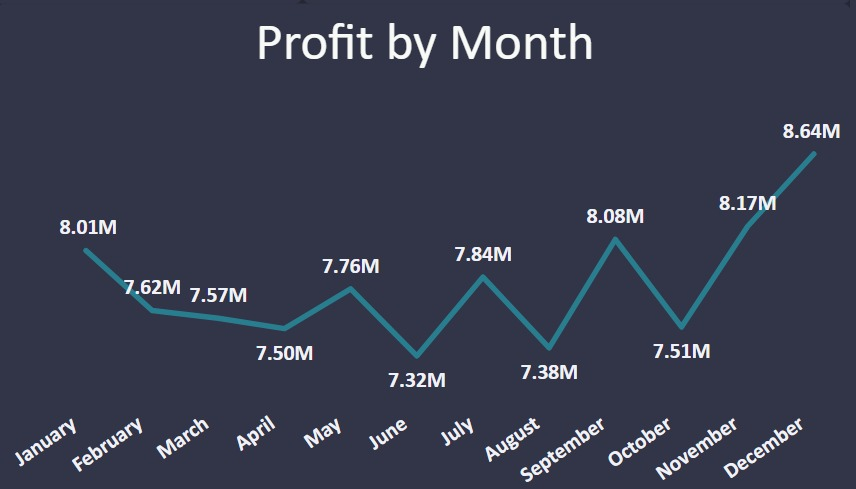 Profit by Month
8.01M
7.62M
7.57M
7.50M
7.76M
7.32M
7.84M
7.38M
8.08M
7.51M
8.17M
8.64M
January
February
March
April
May
June
July
August
September
October
November
December